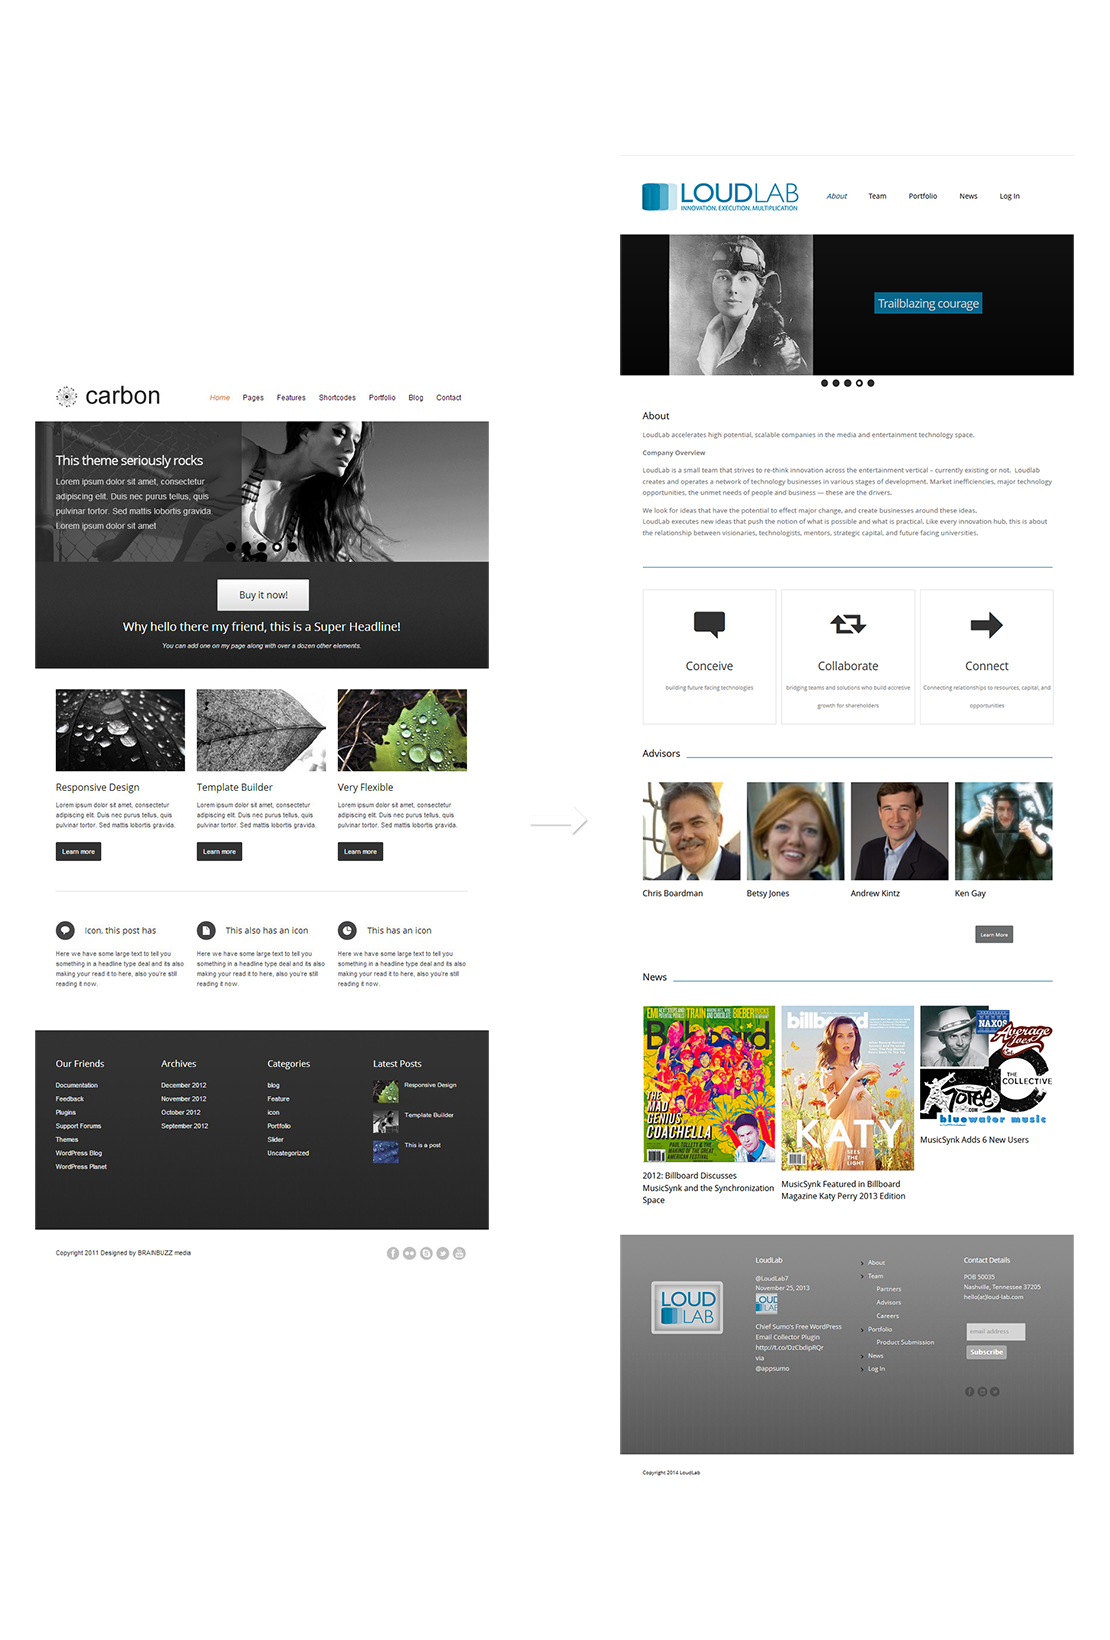 carbon
Home Pages Features Shortcodes Portfolio Blog Contact
This theme seriously rocks
Lorem ipsum dolor sit amet, consectetur
adipiscing elit. Duis nec purus tellus, quis
pulvinar tortor. Sed mattis lobortis gravida.
Lorem ipsum dolor sit amet
Buy it now!
Why hello there my friend, this is a Super Headline!
You can add one on my page along with over a dozen other elements.
Responsive Design
Lorem ipsum dolor sit amet, consectetur
adipiscing elit. Duis nec purus tellus, quis
pulvinar tortor. Sed mattis lobortis gravida.
Learn more
Template Builder
Lorem ipsum dolor sit amet, consectetur
adipiscing elit. Duis nec purus tellus, quis
pulvinar tortor. Sed mattis lobortis gravida.
Learn more
Very Flexible
Lorem ipsum dolor sit amet, consectetur
adipiscing elit. Duis nec purus tellus, quis
pulvinar tortor. Sed mattis lobortis gravida.
Learn more
Icon, this post has
Here we have some large text to tell you
something in a headline type deal and its also
making your read it to here, also you're still
reading it now.
This also has an icon
Here we have some large text to tell you
something in a headline type deal and its also
making your read it to here, also you're still
reading it now.
This has an icon
Here we have some large text to tell you
something in a headline type deal and its also
making your read it to here, also you're still
reading it now.
Our Friends
Documentation
Feedback
Plugins
Support Forums
Themes
WordPress Blog
WordPress Planet
Archives
December 2012
November 2012
October 2012
September 2012
Categories
blog
Feature
icon
Portfolio
Slider
Uncategorized
Latest Posts
Responsive Design
Template Builder
This is a post
Copyright 2011 Designed by BRAINBUZZ media
LOUDLAB
INNOVATION. EXECUTION. MULTIPLICATION
About Team Portfolio News Log In
Trailblazing courage
About
LoudLab accelerates high potential, scalable companies in the media and entertainment technology space.
Company Overview
LoudLab is a small team that strives to re-think innovation across the entertainment vertical – currently existing or not. Loudlab
creates and operates a network of technology businesses in various stages of development. Market inefficiencies, major technology
opportunities, the unmet needs of people and business — these are the drivers.
We look for ideas that have the potential to effect major change, and create businesses around these ideas.
LoudLab executes new ideas that push the notion of what is possible and what is practical. Like every innovation hub, this is about
the relationship between visionaries, technologists, mentors, strategic capital, and future facing universities.
Conceive
building future facing technologies
Collaborate
bridging teams and solutions who build accretive
growth for shareholders
Connect
Connecting relationships to resources, capital, and
opportunities
Advisors
Chris Boardman
Betsy Jones
Andrew Kintz
Ken Gay
Learn More
News
Billboard
THE
MAD
GENIUS
COACHELLA
2012: Billboard Discusses
MusicSynk and the Synchronization
Space
billboard
KATY
SEES
THE
LIGHT
MusicSynk Featured in Billboard
Magazine Katy Perry 2013 Edition
NAXOS
Average
Joes
THE
COLLECTIVE
bluewater music
MusicSynk Adds 6 New Users
LOUD
LAB
LoudLab
@LoudLab7
November 25, 2013
LOUD
LAB
Chief Sumo's Free WordPress
Email Collector Plugin
http://t.co/DzCbdipRQr
via
@appsumo
About
Team
Partners
Advisors
Careers
Portfolio
Product Submission
News
Log In
Contact Details
POB 50035
Nashville, Tennessee 37205
hello(at)loud-lab.com
email address
Subscribe
Copyright 2014 LoudLab